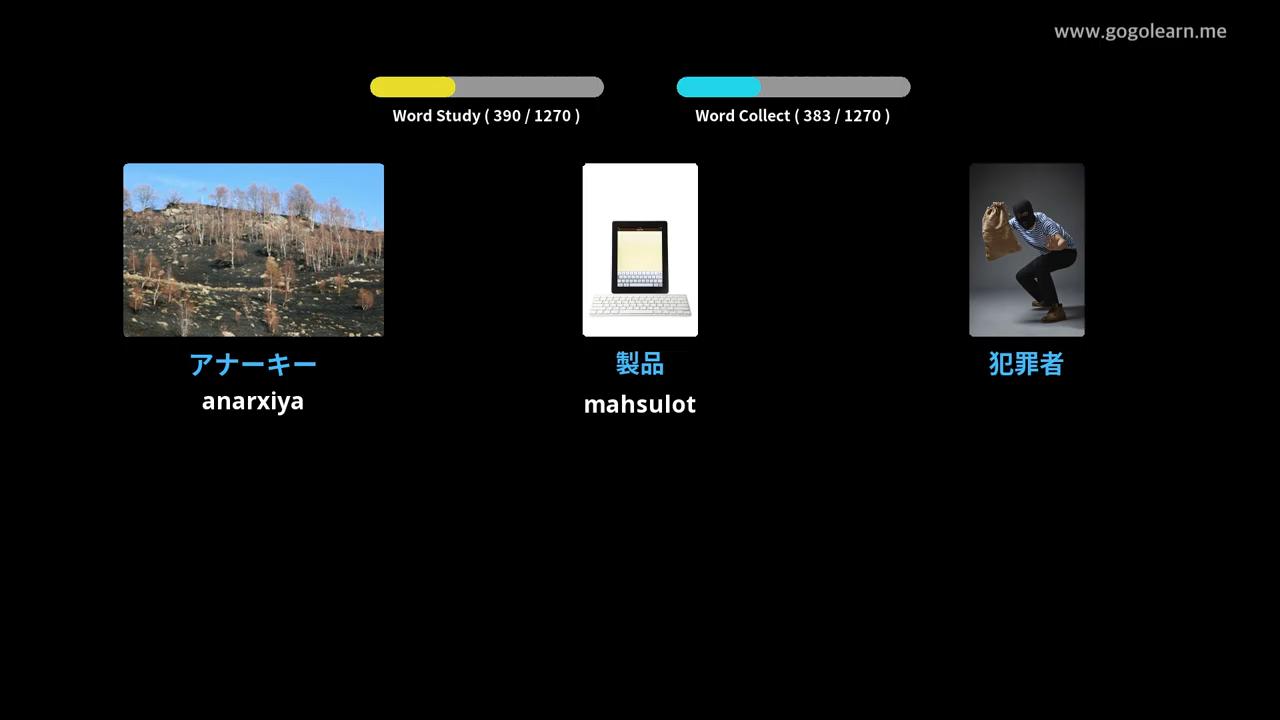 www.gogolearn.me
Word Study ( 390 / 1270 )
Word Collect ( 383 / 1270 )
アナーキー
製品
犯罪者
anarxiya
mahsulot